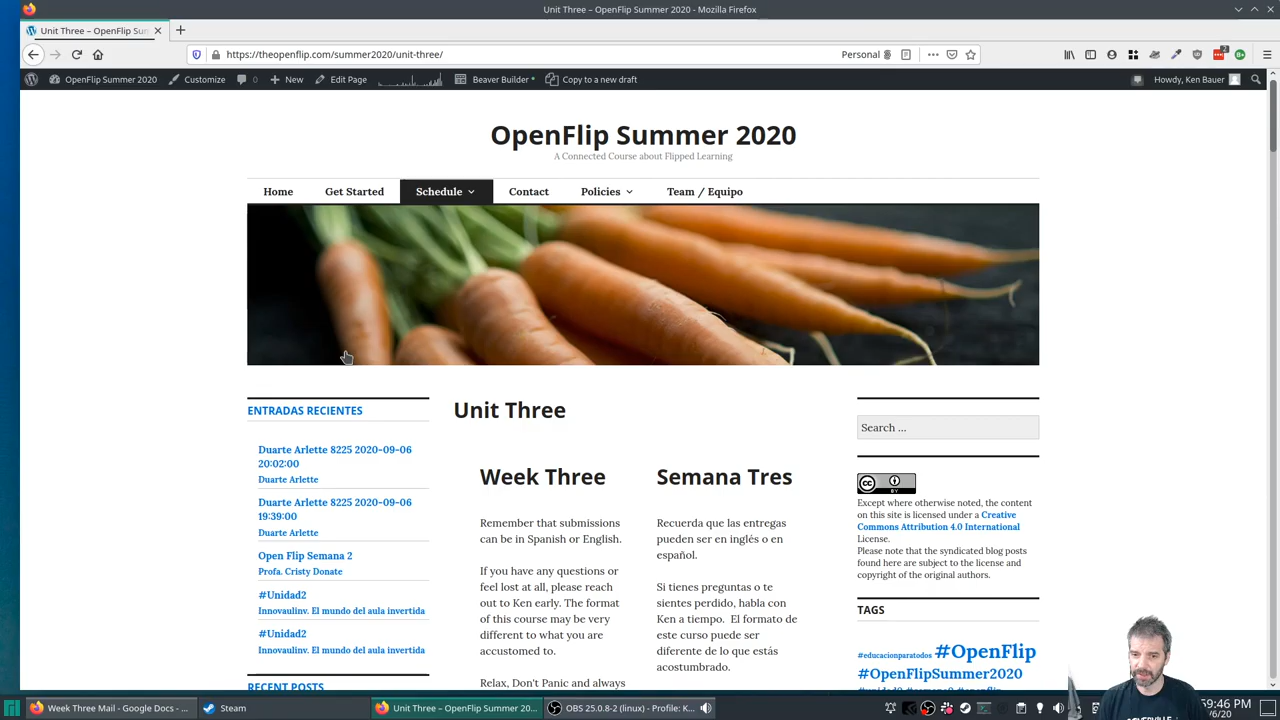 Unit Three – OpenFlip Summer 2020 - Mozilla Firefox
Unit Three – OpenFlip Sum
https://theopenflip.com/summer2020/unit-three/
Personal
OpenFlip Summer 2020
Customize
0
New
Edit Page
Beaver Builder
Copy to a new draft
Howdy, Ken Bauer
OpenFlip Summer 2020
A Connected Course about Flipped Learning
Home
Get Started
Schedule
Contact
Policies
Team / Equipo
ENTRADAS RECIENTES
Duarte Arlette 8225 2020-09-06
20:02:00
Duarte Arlette
Duarte Arlette 8225 2020-09-06
19:39:00
Duarte Arlette
Open Flip Semana 2
Profa. Cristy Donate
#Unidad2
Innovaulinv. El mundo del aula invertida
#Unidad2
Innovaulinv. El mundo del aula invertida
RECENT POSTS
Unit Three
Week Three
Remember that submissions
can be in Spanish or English.
If you have any questions or
feel lost at all, please reach
out to Ken early. The format
of this course may be very
different to what you are
accustomed to.
Relax, Don't Panic and always
Semana Tres
Recuerda que las entregas
pueden ser en inglés o en
español.
Si tienes preguntas o te
sientes perdido, habla con
Ken a tiempo. El formato de
este curso puede ser
diferente de lo que estás
acostumbrado.
Search …
CC BY
Except where otherwise noted, the content
on this site is licensed under a Creative
Commons Attribution 4.0 International
License.
Please note that the syndicated blog posts
found here are subject to the license and
copyright of the original authors.
TAGS
#educacionparatodos #OpenFlip
#OpenFlipSummer2020
Week Three Mail - Google Docs - ...
Steam
Unit Three – OpenFlip Summer 20...
OBS 25.0.8-2 (linux) - Profile: K...
:59:46 PM
/6/20